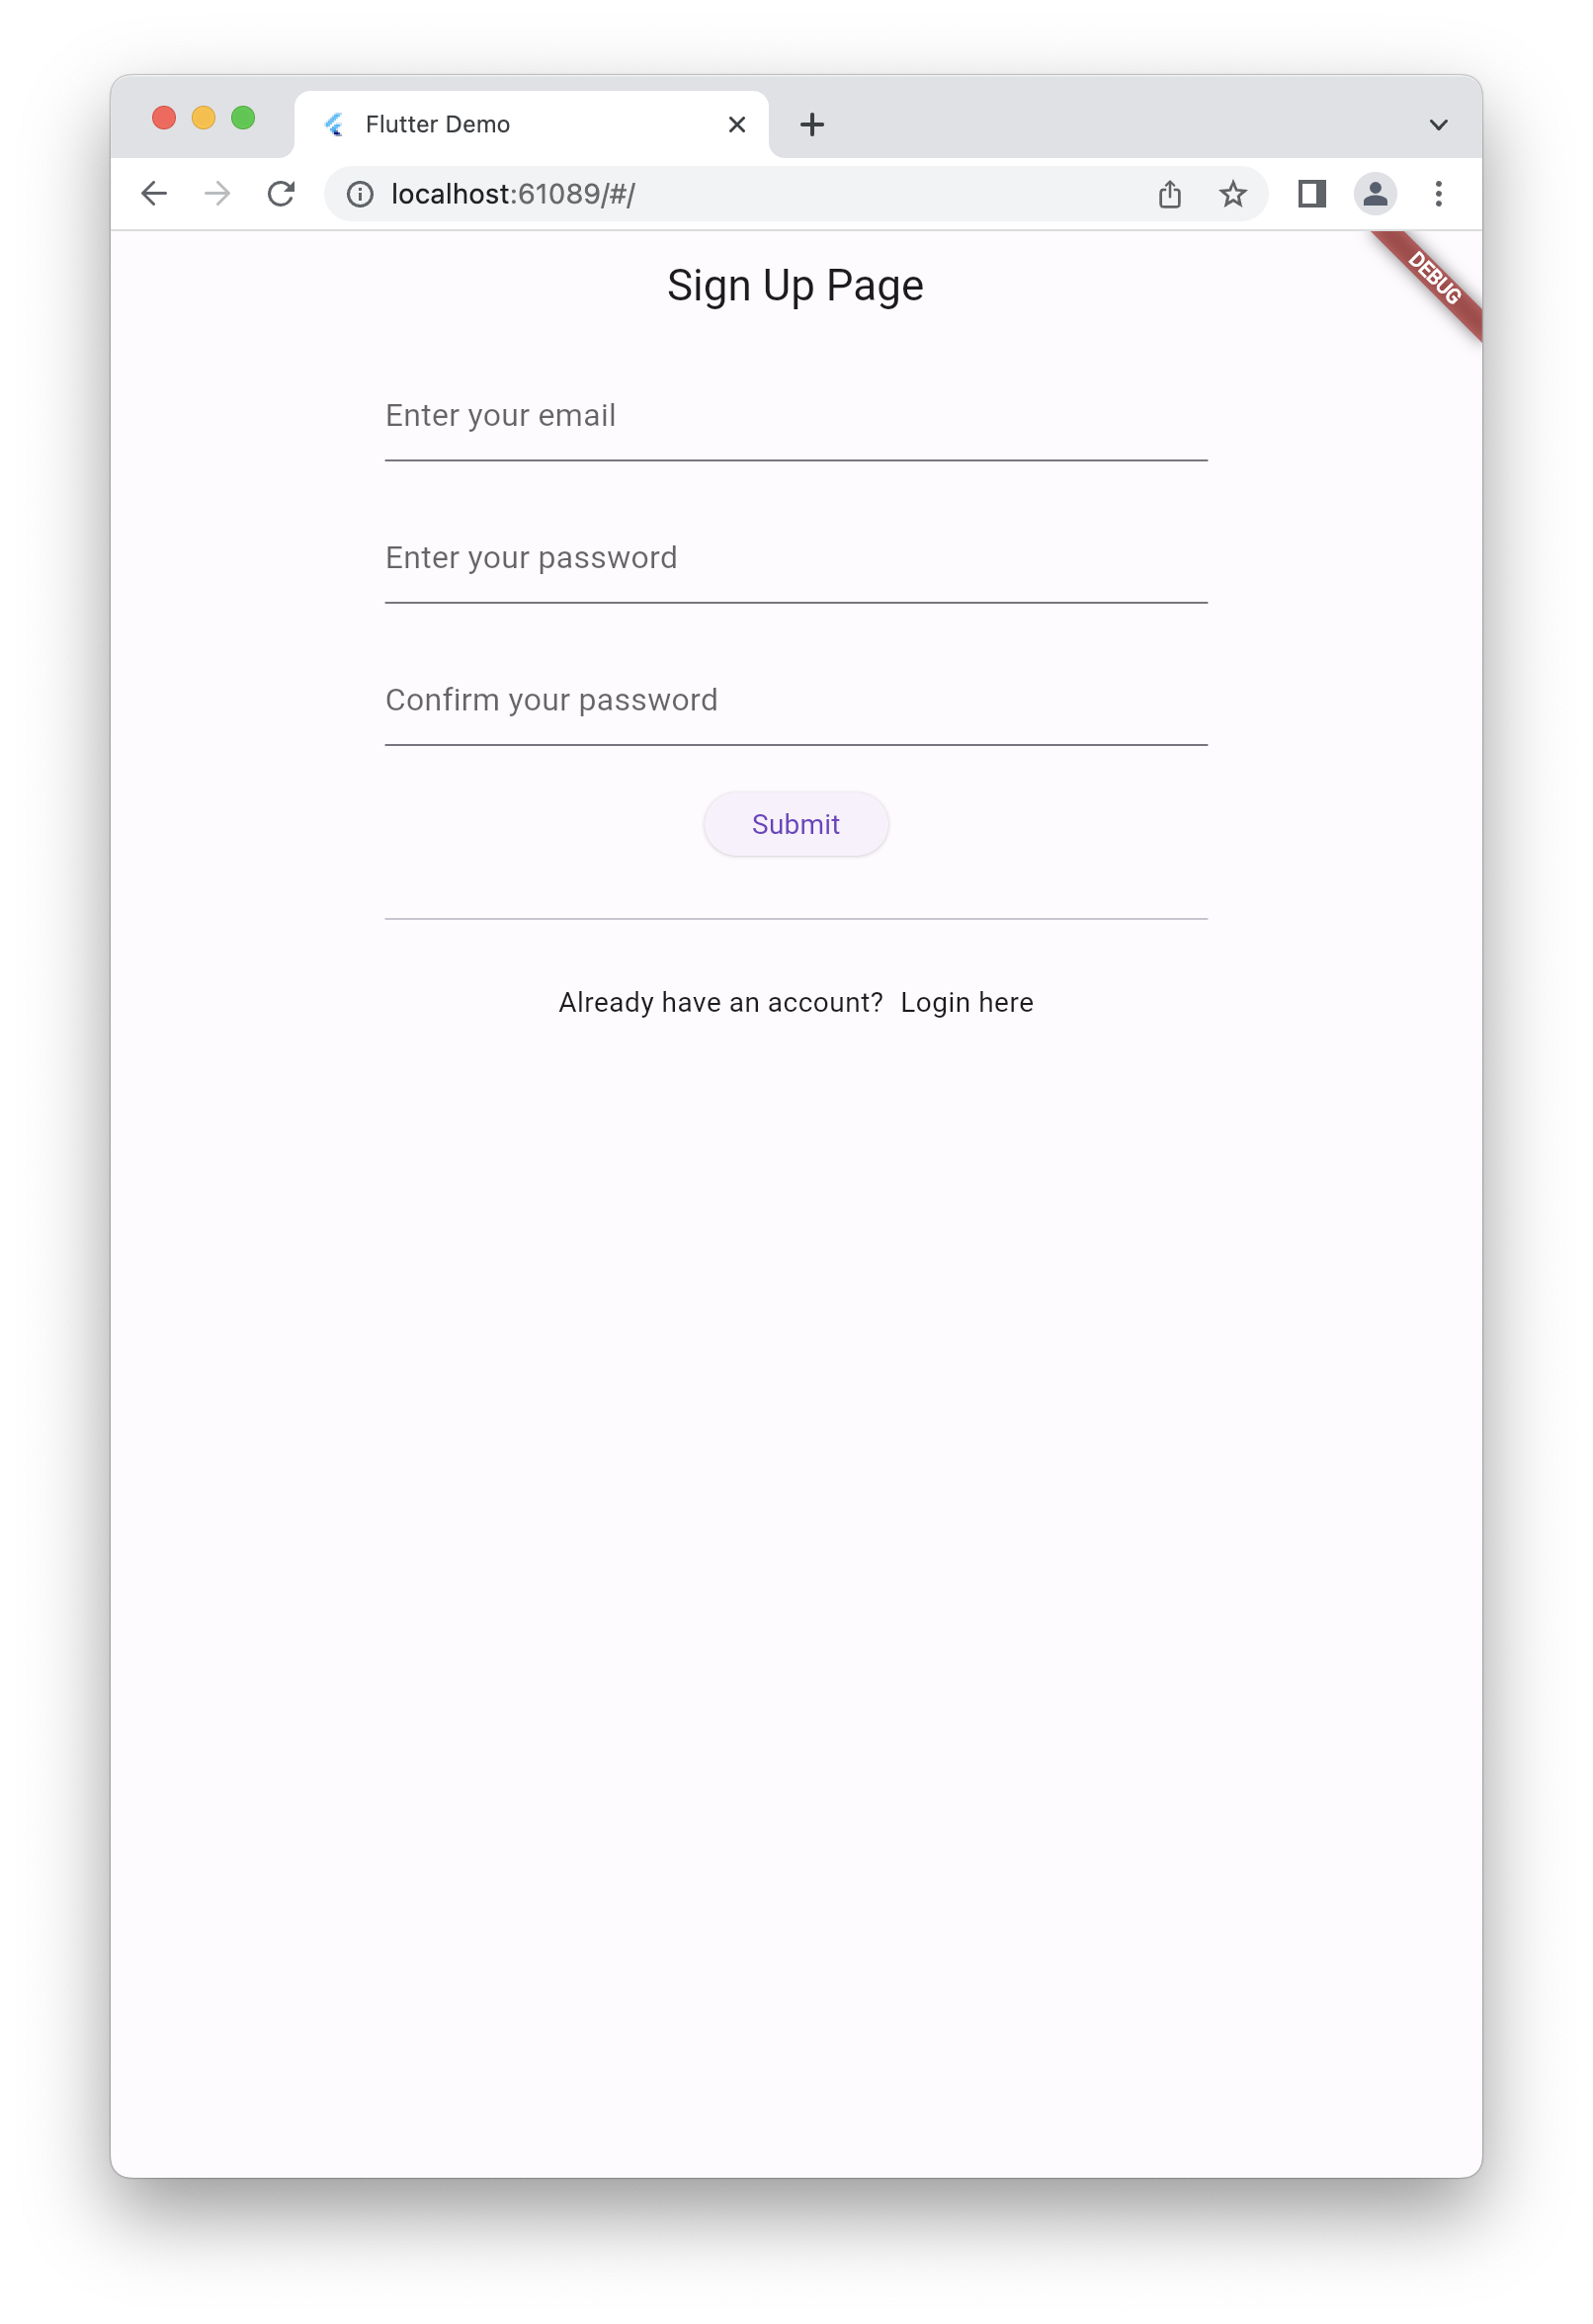 Flutter Demo
localhost:61089/#/
DEBUG
Sign Up Page
Enter your email
Enter your password
Confirm your password
Submit
Already have an account? Login here